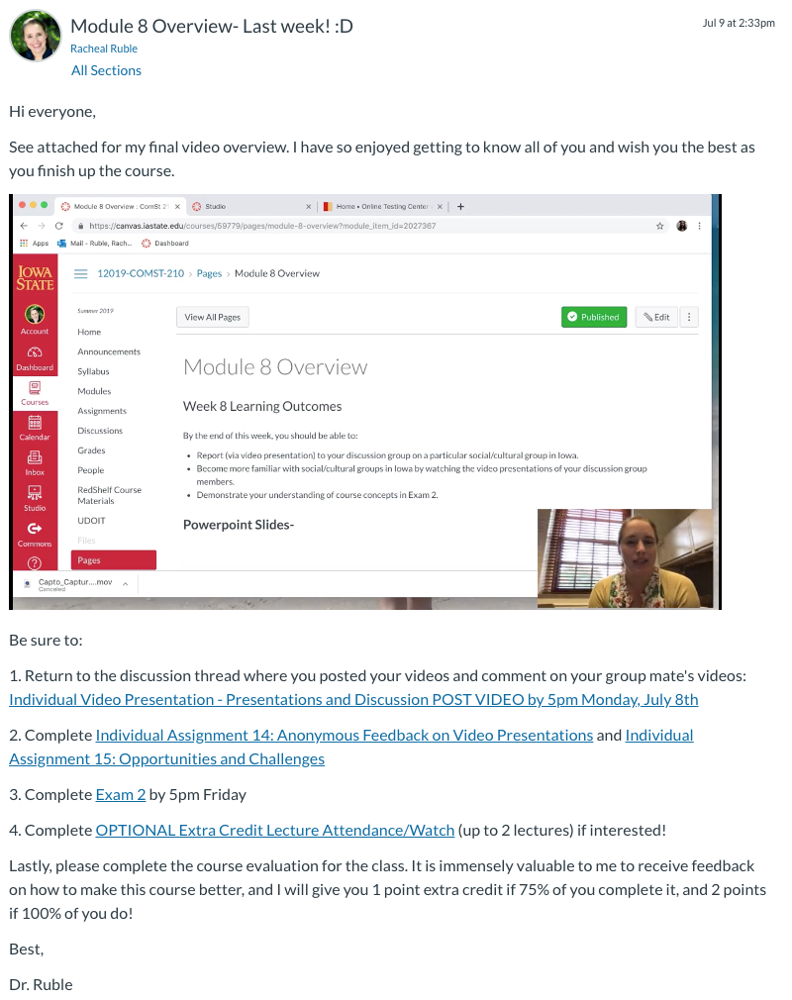 Module 8 Overview- Last week! :D
Jul 9 at 2:33pm
Racheal Ruble
All Sections
Hi everyone,
See attached for my final video overview. I have so enjoyed getting to know all of you and wish you the best as
you finish up the course.
Module 8 Overview : ComSt 21
Studio
Home • Online Testing Center
https://canvas.iastate.edu/courses/59779/pages/module-8-overview?module_item_id=2027367
Apps
Mail - Ruble, Rach...
Dashboard
IOWA
STATE
12019-COMST-210 › Pages › Module 8 Overview
Account
Dashboard
Courses
Calendar
Inbox
Studio
Commons
Summer 2019
Home
Announcements
Syllabus
Modules
Assignments
Discussions
Grades
People
RedShelf Course
Materials
UDOIT
Files
Pages
View All Pages
Published
Edit
Module 8 Overview
Week 8 Learning Outcomes
By the end of this week, you should be able to:
• Report (via video presentation) to your discussion group on a particular social/cultural group in Iowa.
• Become more familiar with social/cultural groups in Iowa by watching the video presentations of your discussion group
members.
• Demonstrate your understanding of course concepts in Exam 2.
Powerpoint Slides-
Capto_Captur....mov
Canceled
Be sure to:
1. Return to the discussion thread where you posted your videos and comment on your group mate's videos:
Individual Video Presentation - Presentations and Discussion POST VIDEO by 5pm Monday, July 8th
2. Complete Individual Assignment 14: Anonymous Feedback on Video Presentations and Individual
Assignment 15: Opportunities and Challenges
3. Complete Exam 2 by 5pm Friday
4. Complete OPTIONAL Extra Credit Lecture Attendance/Watch (up to 2 lectures) if interested!
Lastly, please complete the course evaluation for the class. It is immensely valuable to me to receive feedback
on how to make this course better, and I will give you 1 point extra credit if 75% of you complete it, and 2 points
if 100% of you do!
Best,
Dr. Ruble